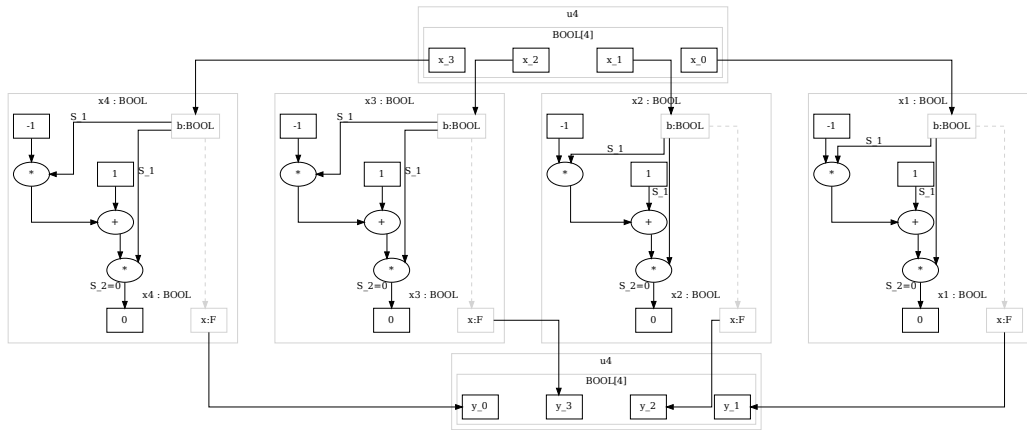 u4
BOOL[4]
x_3 x_2 x_1 x_0
x4 : BOOL x3 : BOOL x2 : BOOL x1 : BOOL
-1 S_1 b:BOOL -1 S_1 b:BOOL -1 b:BOOL -1 b:BOOL
S_1 S_1
* 1 S_1 * 1 S_1 * 1 * 1
S_1 S_1
+ + + +
* * * *
S_2=0 S_2=0 S_2=0 S_2=0
x4 : BOOL x3 : BOOL x2 : BOOL x1 : BOOL
0 x:F 0 x:F 0 x:F 0 x:F
u4
BOOL[4]
y_0 y_3 y_2 y_1